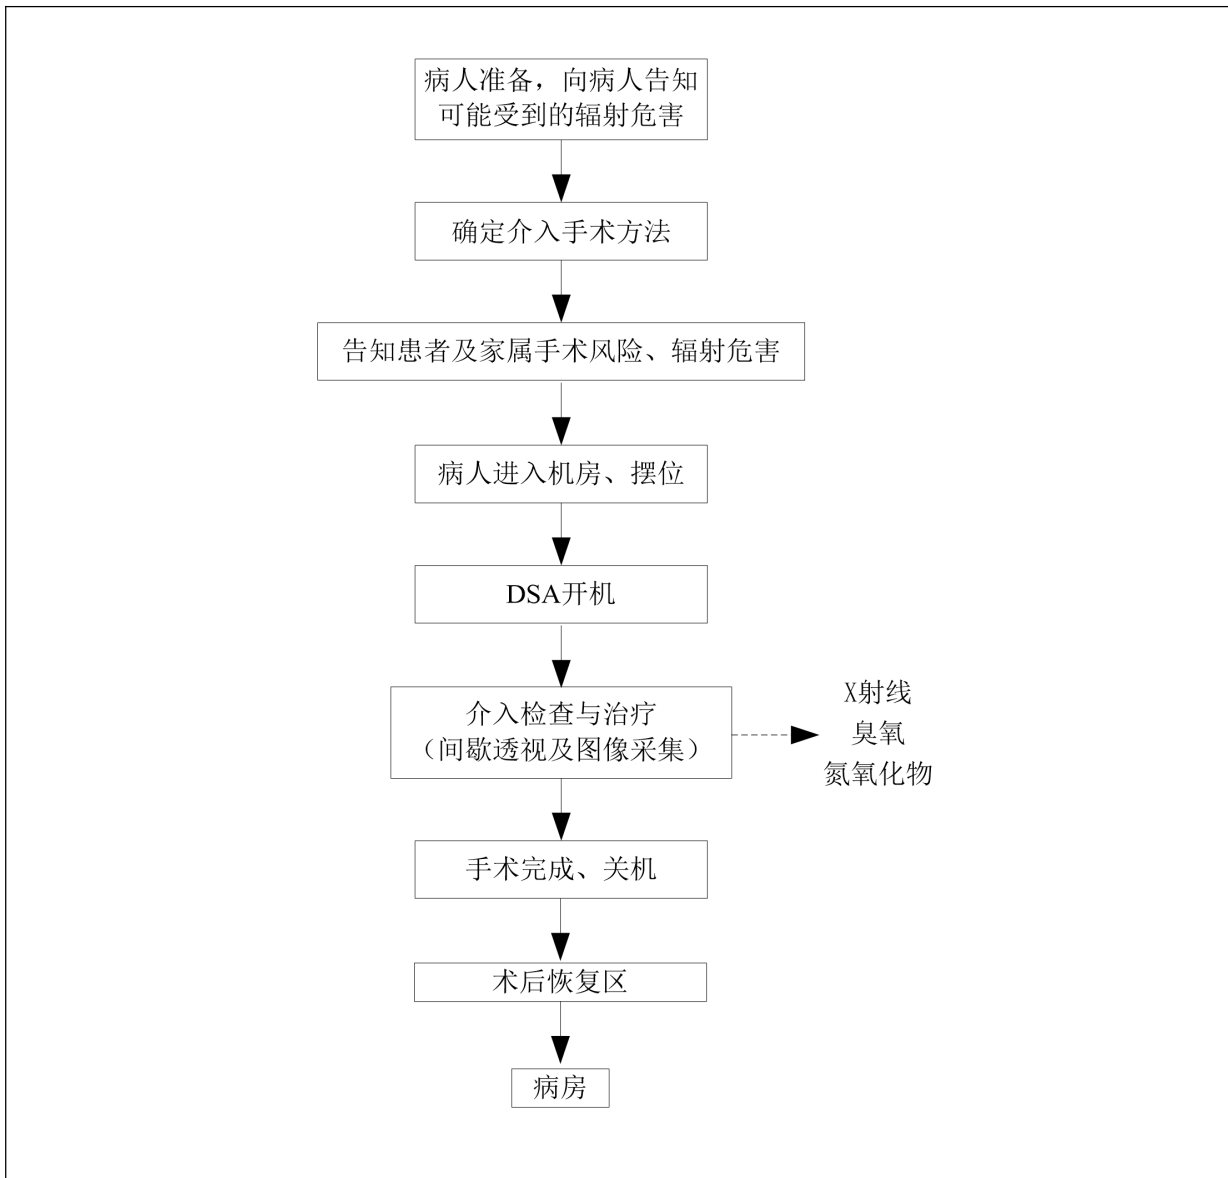 病人准备，向病人告知
可能受到的辐射危害
确定介入手术方法
告知患者及家属手术风险、辐射危害
病人进入机房、摆位
DSA开机
介入检查与治疗
（间歇透视及图像采集）
X射线
臭氧
氮氧化物
手术完成、关机
术后恢复区
病房